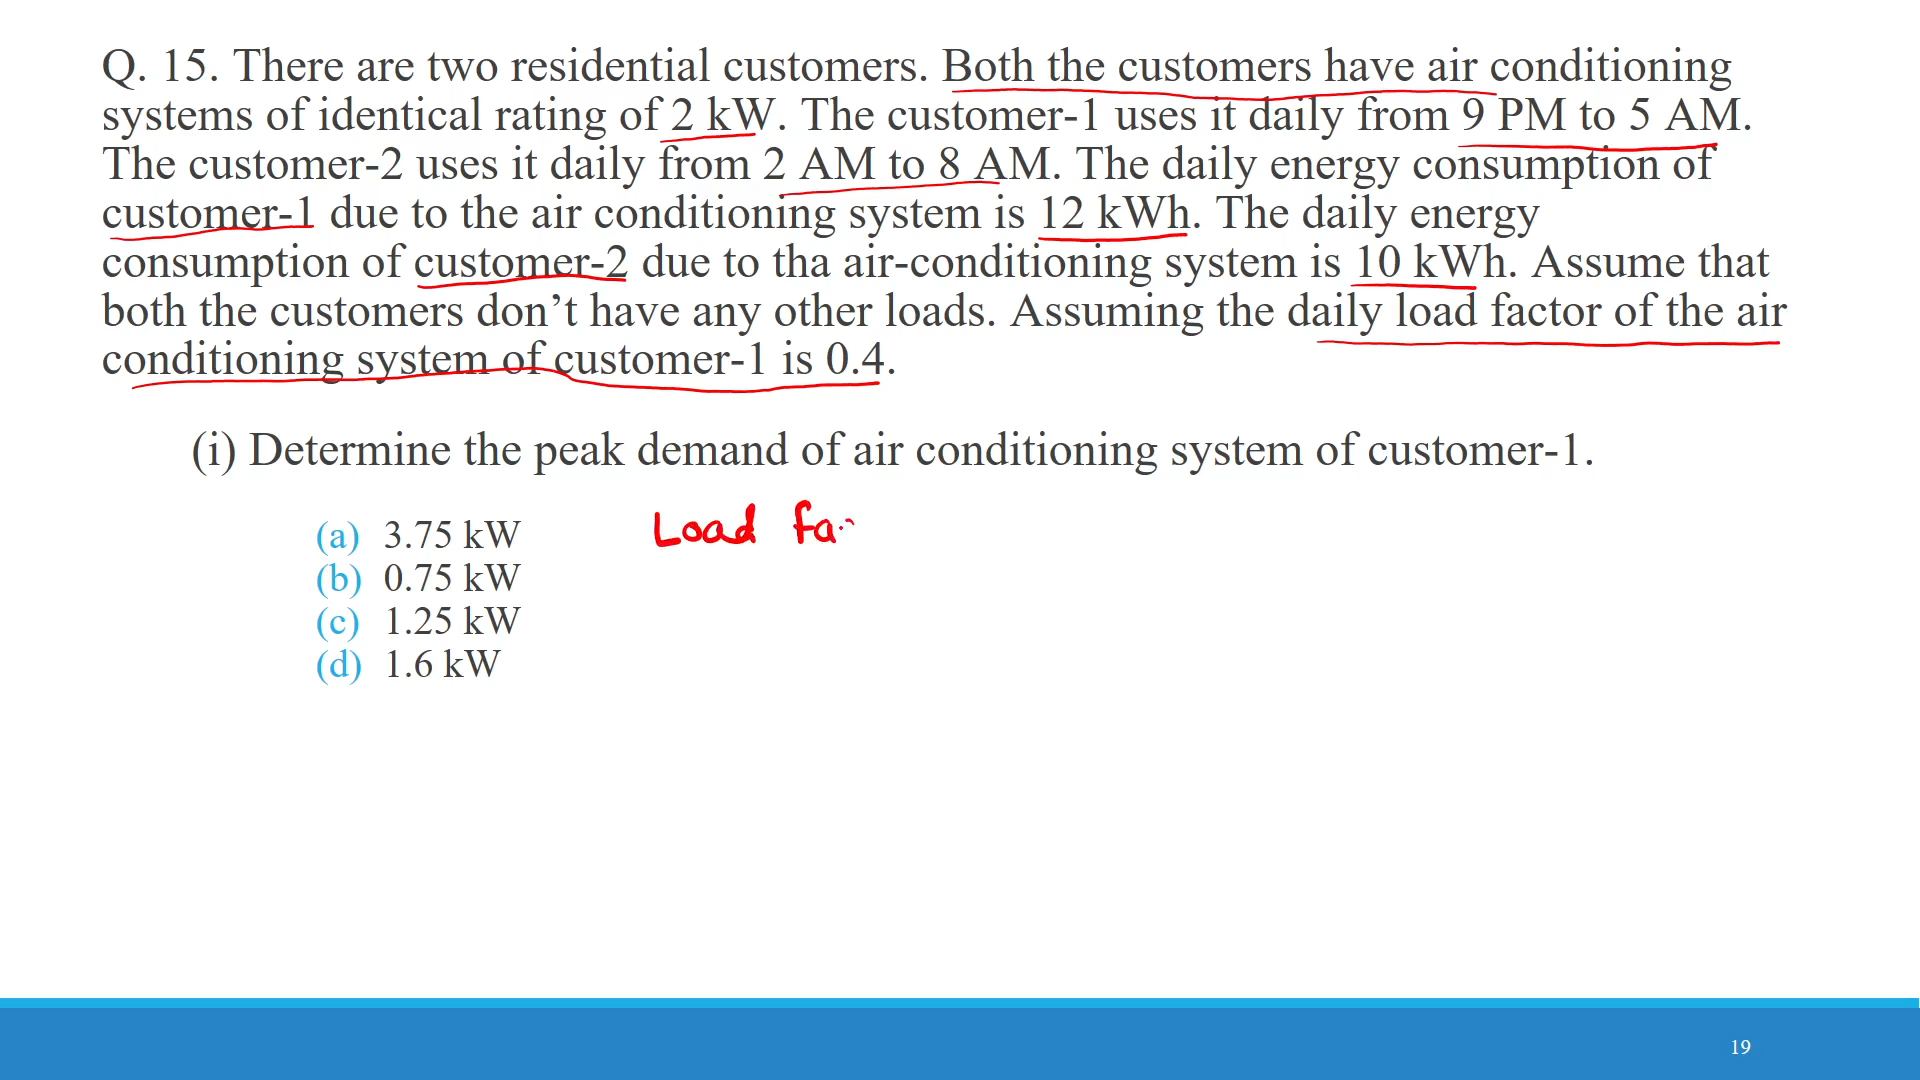 Q. 15. There are two residential customers. Both the customers have air conditioning
systems of identical rating of 2 kW. The customer-1 uses it daily from 9 PM to 5 AM.
The customer-2 uses it daily from 2 AM to 8 AM. The daily energy consumption of
customer-1 due to the air conditioning system is 12 kWh. The daily energy
consumption of customer-2 due to tha air-conditioning system is 10 kWh. Assume that
both the customers don’t have any other loads. Assuming the daily load factor of the air
conditioning system of customer-1 is 0.4.
(i) Determine the peak demand of air conditioning system of customer-1.
(a) 3.75 kW
Load fa
(b) 0.75 kW
(c) 1.25 kW
(d) 1.6 kW
19